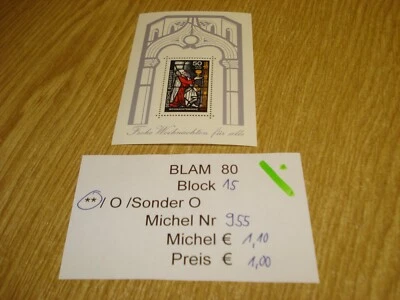 50
Frohe Weihnachten für alle
BLAM 80
Block 15
**/ O /Sonder O
Michel Nr 955
Michel € 1,10
Preis € 1,00